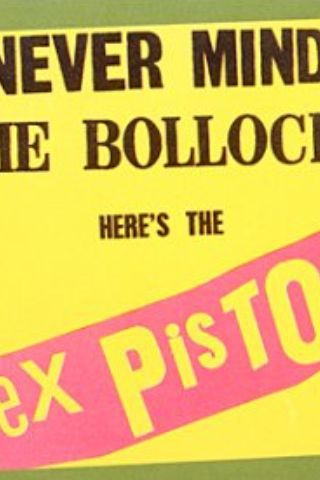 NEVER MIND
HE BOLLOCK
HERE'S THE
ex PisTO